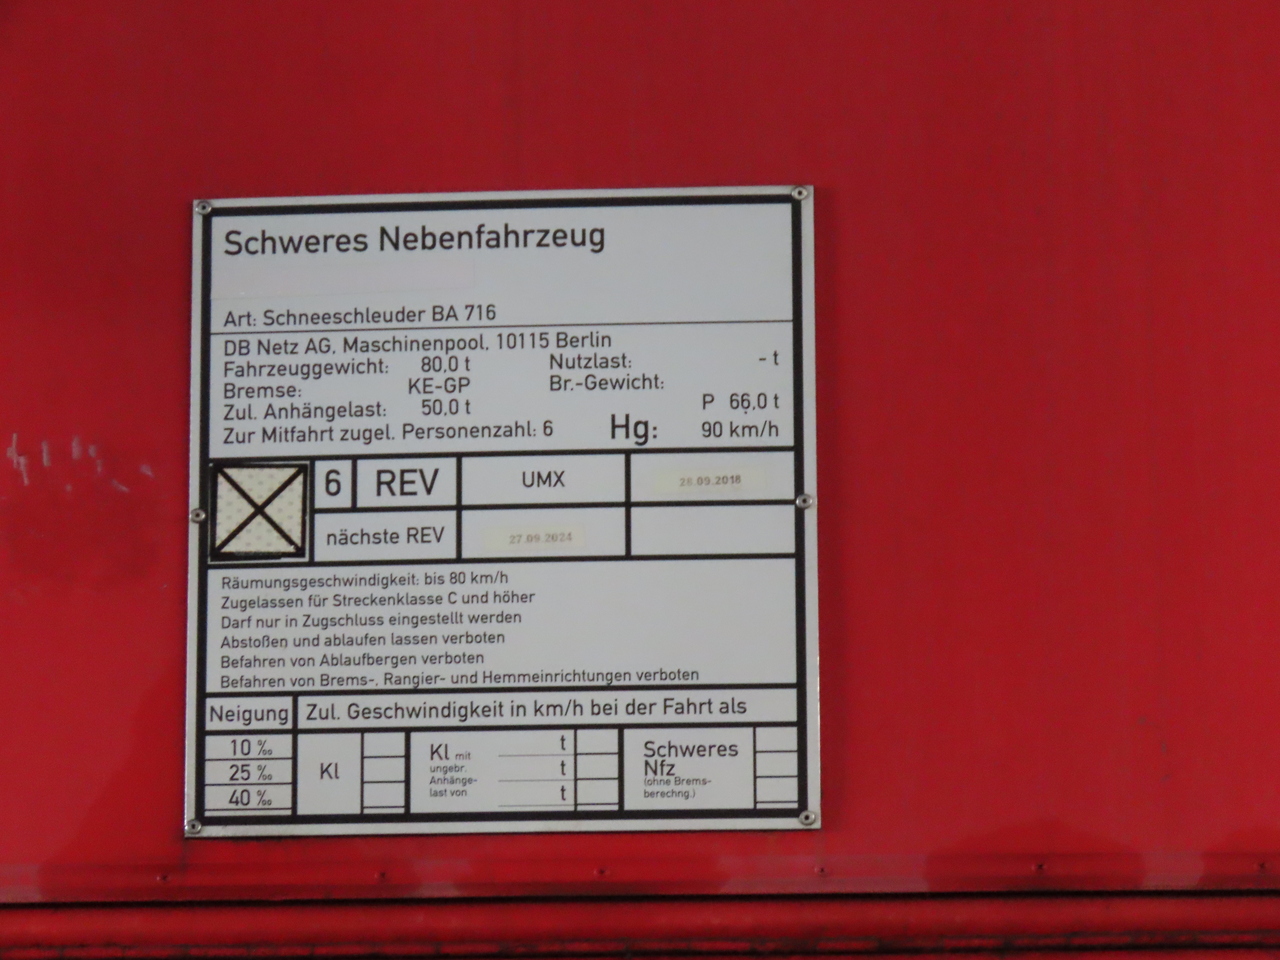 Schweres Nebenfahrzeug
Art: Schneeschleuder BA 716
DB Netz AG, Maschinenpool, 10115 Berlin
Fahrzeuggewicht: 80,0 t Nutzlast: - t
Bremse: KE-GP Br.-Gewicht:
Zul. Anhängelast: 50,0 t P 66,0 t
Zur Mitfahrt zugel. Personenzahl: 6 Hg: 90 km/h
6 REV UMX 28.09.2018
nächste REV 27.09.2024
Räumungsgeschwindigkeit: bis 80 km/h
Zugelassen für Streckenklasse C und höher
Darf nur in Zugschluss eingestellt werden
Abstoßen und ablaufen lassen verboten
Befahren von Ablaufbergen verboten
Befahren von Brems-, Rangier- und Hemmeinrichtungen verboten
Neigung Zul. Geschwindigkeit in km/h bei der Fahrt als
10 ‰
25 ‰
40 ‰
Kl
Kl mit
ungebr.
Anhänge-
last von
t
t
t
Schweres
Nfz
(ohne Brems-
berechng.)